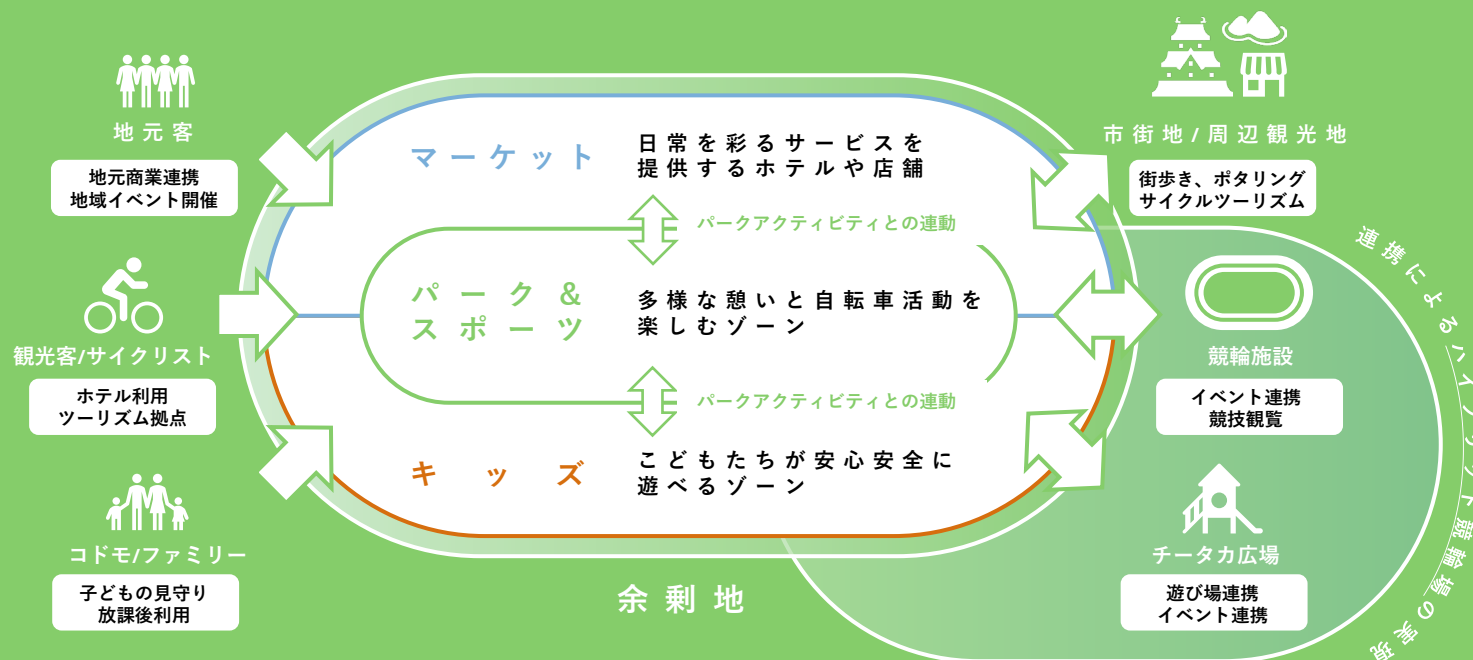 地元客
地元商業連携
地域イベント開催
観光客/サイクリスト
ホテル利用
ツーリズム拠点
コドモ/ファミリー
子どもの見守り
放課後利用
マーケット
日常を彩るサービスを
提供するホテルや店舗
パークアクティビティとの連動
パーク&
スポーツ
多様な憩いと自転車活動を
楽しむゾーン
パークアクティビティとの連動
キッズ
こどもたちが安心安全に
遊べるゾーン
余剰地
市街地/周辺観光地
街歩き、ポタリング
サイクルツーリズム
競輪施設
イベント連携
競技観覧
チータカ広場
遊び場連携
イベント連携
連携によるハイブリッド競輪場の実現